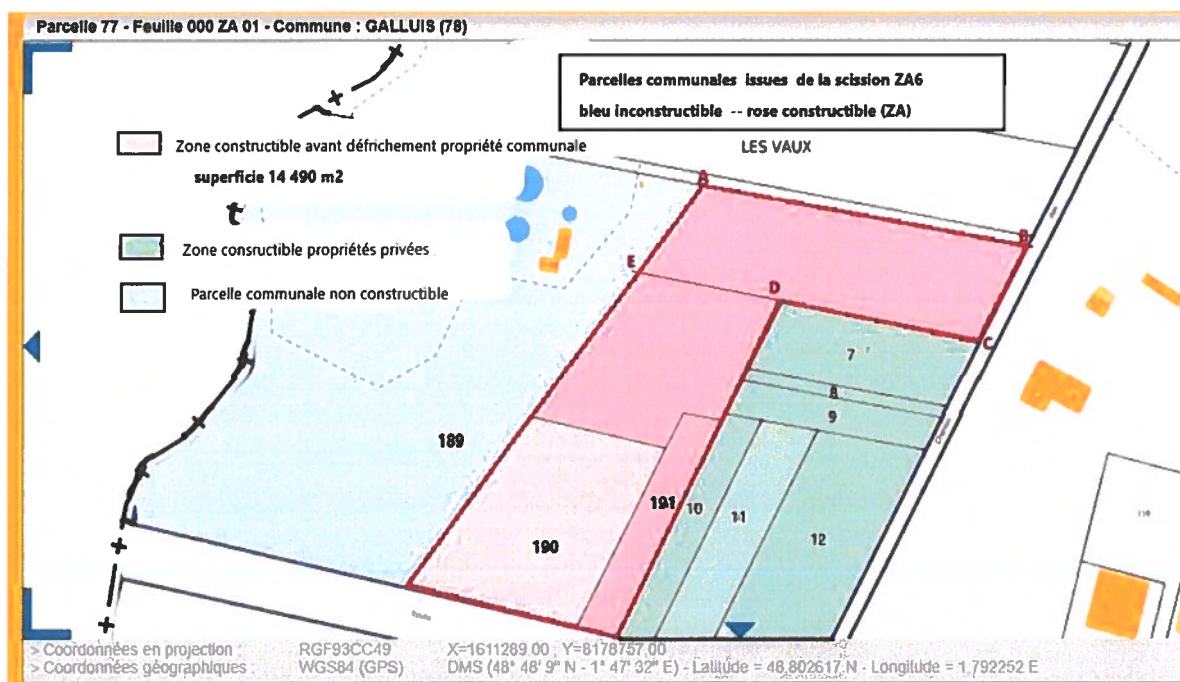 Parcelle 77 - Feuille 000 ZA 01 - Commune : GALLUIS (78)
Parcelles communales issues de la scission ZA6
bleu inconstructible -- rose constructible (ZA)
LES VAUX
Zone constructible avant défrichement propriété communale
superficie 14 490 m2
t
Zone consructible propriétés privées
Parcelle communale non constructible
A
B
E
D
C
7
8
9
189
191
10
11
12
190
119
Chemin
> Coordonnées en projection : RGF93CC49 X=1611289.00 ; Y=8178757,00
> Coordonnées géographiques : WGS84 (GPS) DMS (48° 48' 9" N - 1° 47' 32" E) - Latitude = 48,802617 N - Longitude = 1,792252 E